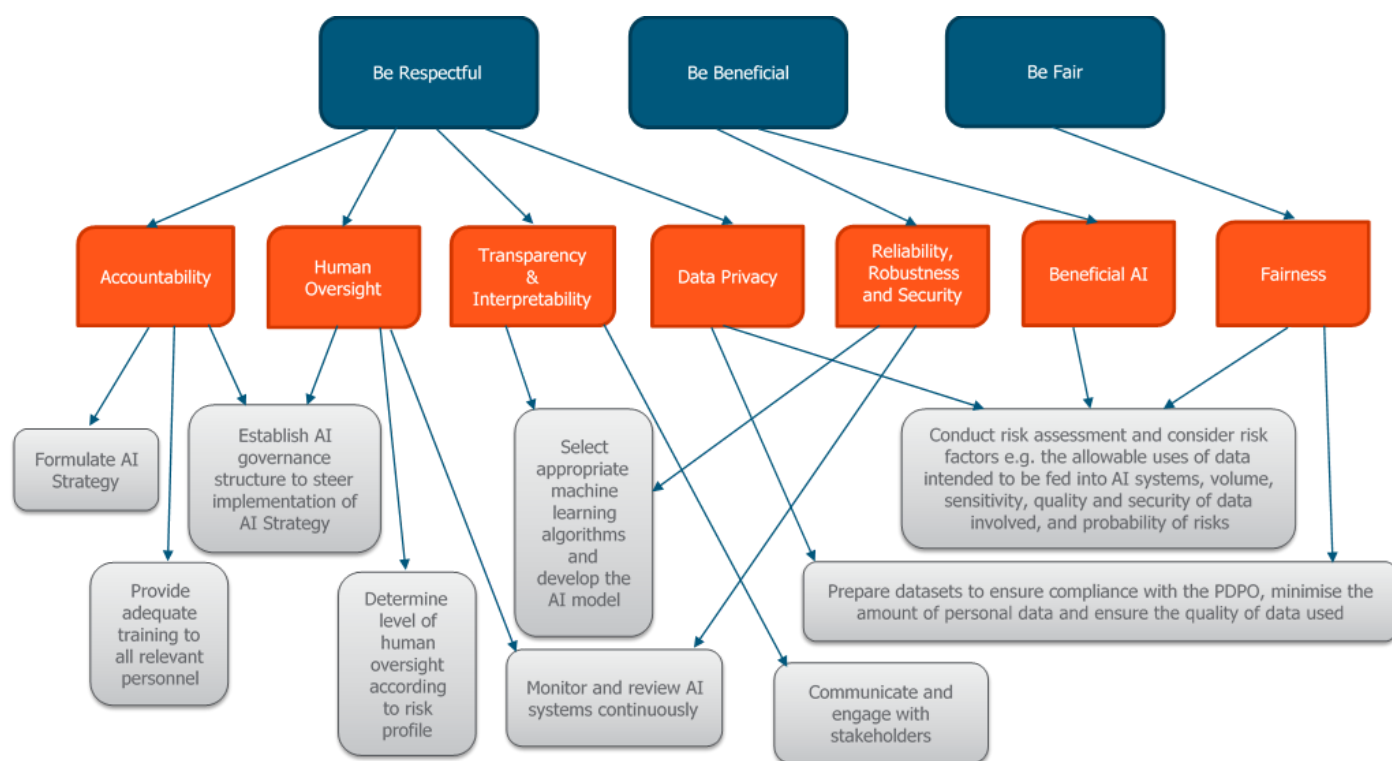 Be Respectful
Be Beneficial
Be Fair
Accountability
Human
Oversight
Transparency
&
Interpretability
Data Privacy
Reliability,
Robustness
and Security
Beneficial AI
Fairness
Formulate AI
Strategy
Establish AI
governance
structure to steer
implementation of
AI Strategy
Select
appropriate
machine
learning
algorithms
and
develop the
AI model
Conduct risk assessment and consider risk
factors e.g. the allowable uses of data
intended to be fed into AI systems, volume,
sensitivity, quality and security of data
involved, and probability of risks
Provide
adequate
training to
all relevant
personnel
Determine
level of
human
oversight
according
to risk
profile
Prepare datasets to ensure compliance with the PDPO, minimise the
amount of personal data and ensure the quality of data used
Monitor and review AI
systems continuously
Communicate and
engage with
stakeholders